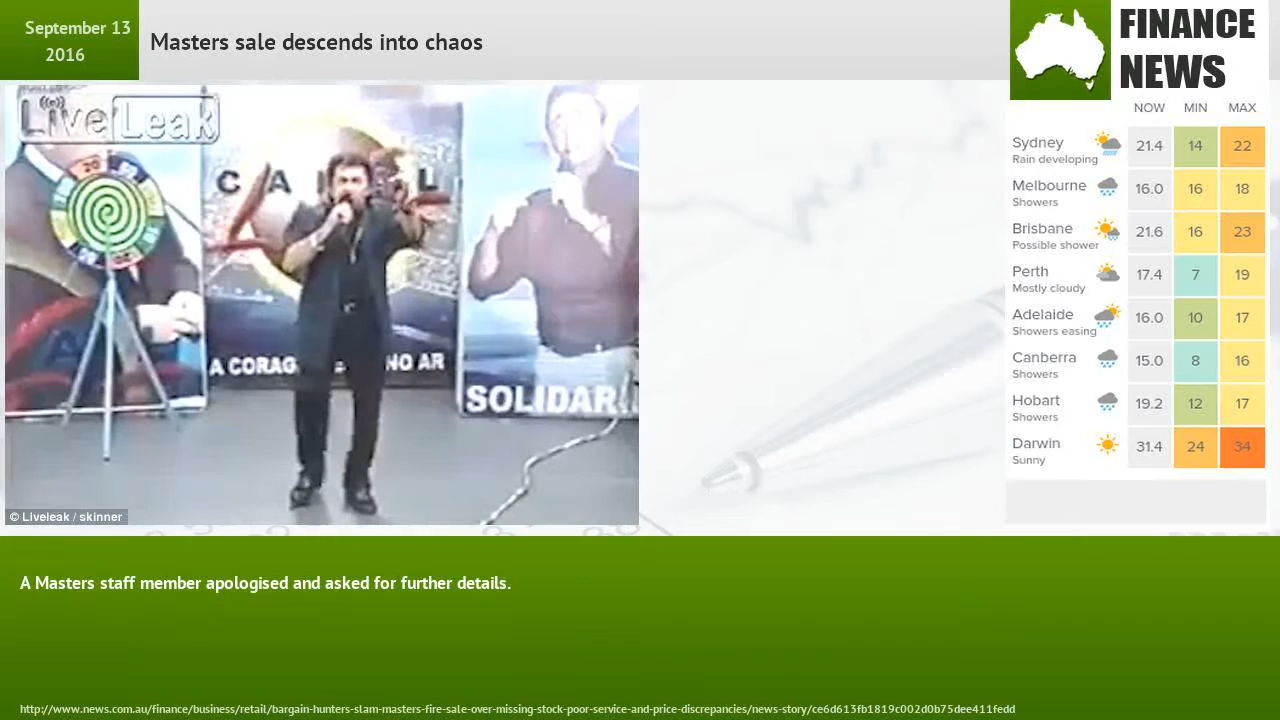 September 13
2016
Masters sale descends into chaos
FINANCE
NEWS
LiveLeak
20
C A
L
A CORAG
NO AR
SOLIDAR
© Liveleak / skinner
NOW MIN MAX
Sydney 21.4 14 22
Rain developing
Melbourne 16.0 16 18
Showers
Brisbane 21.6 16 23
Possible shower
Perth 17.4 7 19
Mostly cloudy
Adelaide 16.0 10 17
Showers easing
Canberra 15.0 8 16
Showers
Hobart 19.2 12 17
Showers
Darwin 31.4 24 34
Sunny
A Masters staff member apologised and asked for further details.
http://www.news.com.au/finance/business/retail/bargain-hunters-slam-masters-fire-sale-over-missing-stock-poor-service-and-price-discrepancies/news-story/ce6d613fb1819c002d0b75dee411fedd